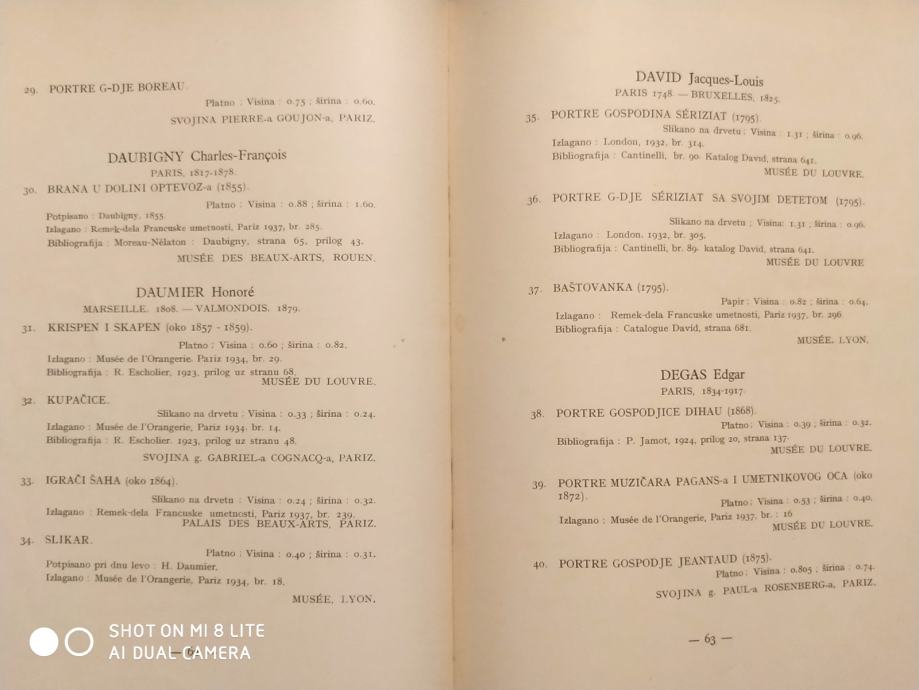 29. PORTRE G-DJE BOREAU.
Platno ; Visina : 0.75 ; širina : 0.60.
SVOJINA PIERRE-a GOUJON-a, PARIZ.
DAUBIGNY Charles-François
PARIS, 1817-1878.
30. BRANA U DOLINI OPTEVOZ-a (1855).
Platno : Visina : 0.88 ; širina : 1.60.
Potpisano : Daubigny, 1855.
Izlagano : Remek-dela Francuske umetnosti, Pariz 1937, br. 285.
Bibliografija : Moreau-Nélaton : Daubigny, strana 65, prilog 43.
MUSÉE DES BEAUX-ARTS, ROUEN.
DAUMIER Honoré
MARSEILLE, 1808. — VALMONDOIS, 1879.
31. KRISPEN I SKAPEN (oko 1857 - 1859).
Platno ; Visina : 0.60 ; širina : 0.82.
Izlagano : Musée de l'Orangerie. Pariz 1934, br. 29.
Bibliografija : R. Escholier, 1923, prilog uz stranu 68.
MUSÉE DU LOUVRE.
32. KUPAČICE.
Slikano na drvetu ; Visina : 0.33 ; širina : 0.24.
Izlagano : Musée de l'Orangerie, Pariz 1934. br. 14.
Bibliografija : R. Escholier. 1923, prilog uz stranu 48.
SVOJINA g. GABRIEL-a COGNACQ-a, PARIZ.
33. IGRAČI ŠAHA (oko 1864).
Slikano na drvetu : Visina : 0.24 ; širina : 0.32.
Izlagano : Remek-dela Francuske umetnosti, Pariz 1937, br. 239.
PALAIS DES BEAUX-ARTS, PARIZ.
34. SLIKAR.
Platno ; Visina : 0.40 ; širina : 0.31.
Potpisano pri dnu levo : H. Daumier.
Izlagano : Musée de l'Orangerie, Pariz 1934, br. 18.
MUSÉE, LYON.
SHOT ON MI 8 LITE
AI DUAL CAMERA
DAVID Jacques-Louis
PARIS 1748. — BRUXELLES, 1825.
35. PORTRE GOSPODINA SÉRIZIAT (1795).
Slikano na drvetu ; Visina : 1.31 ; širina : 0.96.
Izlagano : London, 1932, br. 314.
Bibliografija : Cantinelli, br. 90. Katalog David, strana 641.
MUSÉE DU LOUVRE.
36. PORTRE G-DJE SÉRIZIAT SA SVOJIM DETETOM (1795).
Slikano na drvetu ; Visina: 1.31 ; širina : 0.96.
Izlagano : London. 1932, br. 305.
Bibliografija : Cantinelli, br. 89. katalog David, strana 641.
MUSÉE DU LOUVRE
37. BAŠTOVANKA (1795).
Papir ; Visina : 0.82 ; širina : 0.64.
Izlagano : Remek-dela Francuske umetnosti, Pariz 1937, br. 296
Bibliografija : Catalogue David, strana 681.
MUSÉE, LYON.
DEGAS Edgar
PARIS, 1834-1917.
38. PORTRE GOSPODJICE DIHAU (1868).
Platno ; Visina : 0.39 ; širina : 0.32.
Bibliografija : P. Jamot, 1924, prilog 20, strana 137.
MUSÉE DU LOUVRE.
39. PORTRE MUZIČARA PAGANS-a I UMETNIKOVOG OCA (oko
1872).
Platno ; Visina : 0.53 ; širina : 0.40.
Izlagano : Musée de l'Orangerie, Pariz 1937, br. : 16
MUSÉE DU LOUVRE.
40. PORTRE GOSPODJE JEANTAUD (1875).
Platno ; Visina : 0.805 ; širina : 0.74.
SVOJINA g. PAUL-a ROSENBERG-a, PARIZ.
— 63 —